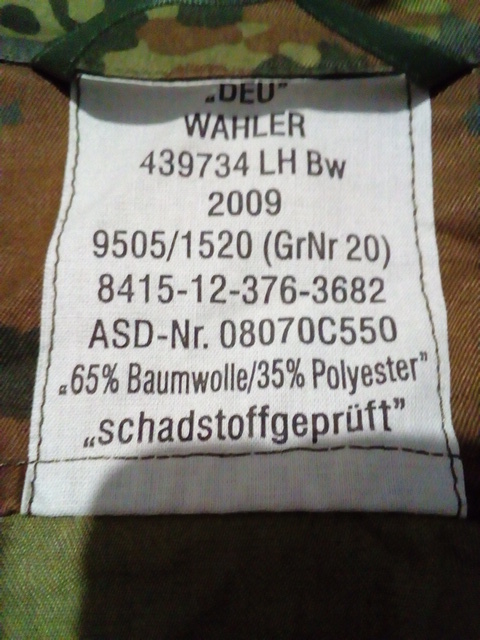 „DEU”
WAHLER
439734 LH Bw
2009
9505/1520 (GrNr 20)
8415-12-376-3682
ASD-Nr. 08070C550
„65% Baumwolle/35% Polyester”
„schadstoffgeprüft”